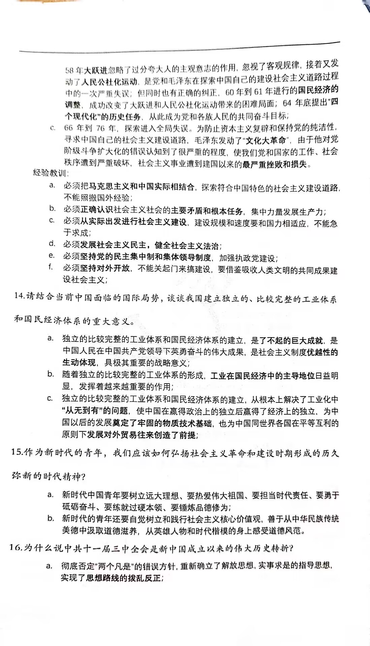 58 年大跃进忽略了过分夸大人的主观意志的作用，忽视了客观规律，接着又发
动了人民公社化运动，是党和毛泽东在探索中国自己的建设社会主义道路过程
中的一次严重失误；但同时也有正确的纠正，60 年到 61 年进行的国民经济的
调整，成功改变了大跃进和人民公社化运动带来的困难局面；64 年底提出“四
个现代化”的历史任务，从此成为党和各族人民的共同奋斗目标；
c. 66 年到 76 年，探索进入全局失误。为防止资本主义复辟和保持党的纯洁性，
寻求中国自己的社会主义建设道路，毛泽东发动了“文化大革命”，由于他对党
阶级斗争扩大化的错误认知到了很严重的程度，使我们党和国家的工作、社会
秩序遭到严重破坏，社会主义事业遭到建国以来的最严重挫败和损失。
经验教训：
a. 必须把马克思主义和中国实际相结合，探索符合中国特色的社会主义建设道路，
不能照搬国外经验；
b. 必须正确认识社会主义社会的主要矛盾和根本任务，集中力量发展生产力；
c. 必须从实际出发进行社会主义建设，建设规模和速度要和国力相适应，不能急
于求成；
d. 必须发展社会主义民主，健全社会主义法治；
e. 必须坚持党的民主集中制和集体领导制度，加强执政党建设；
f. 必须坚持对外开放，不能关起门来搞建设，要借鉴吸收人类文明的共同成果建
设社会主义；
14.请结合当前中国面临的国际局势，谈谈我国建立独立的、比较完整的工业体系
和国民经济体系的重大意义。
a. 独立的比较完整的工业体系和国民经济体系的建立，是了不起的巨大成就，是
中国人民在中国共产党领导下英勇奋斗的伟大成果，是社会主义制度优越性的
生动体现，具极其重要的战略意义；
b. 随着独立的比较完整的工业体系的形成，工业在国民经济中的主导地位日益明
显，发挥着越来越重要的作用；
c. 独立的比较完整的工业体系和国民经济体系的建立，从根本上解决了工业化中
“从无到有”的问题，使中国在赢得政治上的独立后赢得了经济上的独立，为中
国以后的发展奠定了牢固的物质技术基础，也为中国同世界各国在平等互利的
原则下发展对外贸易往来创造了前提；
15.作为新时代的青年，我们应该如何弘扬社会主义革命和建设时期形成的历久
弥新的时代精神?
a. 新时代中国青年要树立远大理想、要热爱伟大祖国、要担当时代责任、要勇于
砥砺奋斗、要练就过硬本领、要锤炼品德修为；
b. 新时代的青年还要自觉树立和践行社会主义核心价值观，善于从中华民族传统
美德中汲取道德滋养，从英雄人物和时代楷模的身上感受道德风范。
16.为什么说中共十一届三中全会是新中国成立以来的伟大历史转折?
a. 彻底否定“两个凡是”的错误方针，重新确立了解放思想、实事求是的指导思想，
实现了思想路线的拨乱反正；